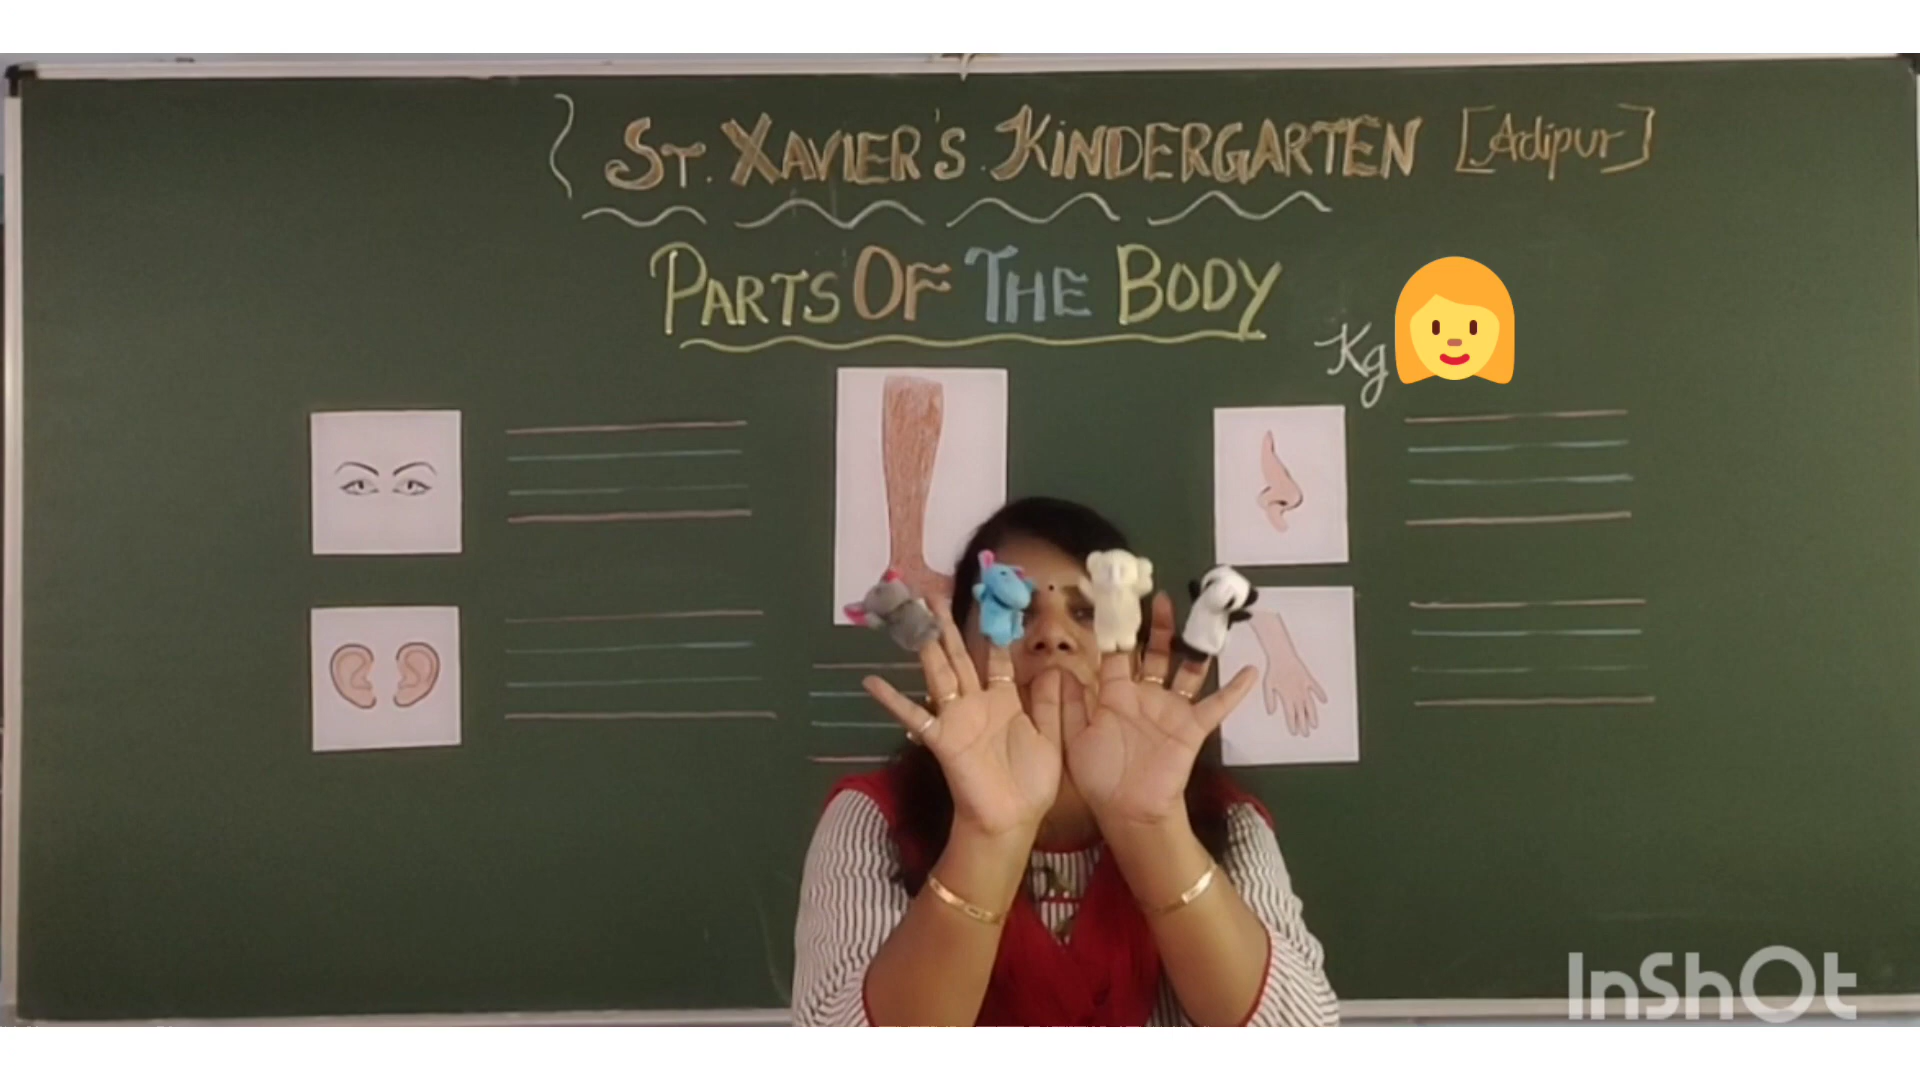 ST. XAVIER'S KINDERGARTEN [Adipur]
PARTS OF THE BODY
Kg
InShOt